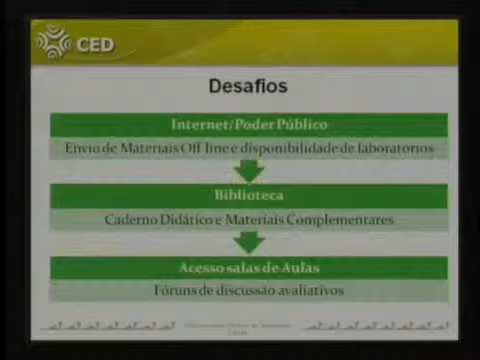 CED
Desafios
Internet/Poder Público
Envio de Materiais Off line e disponibilidade de laboratórios
Biblioteca
Caderno Didático e Materiais Complementares
Acesso salas de Aulas
Fóruns de discussão avaliativos